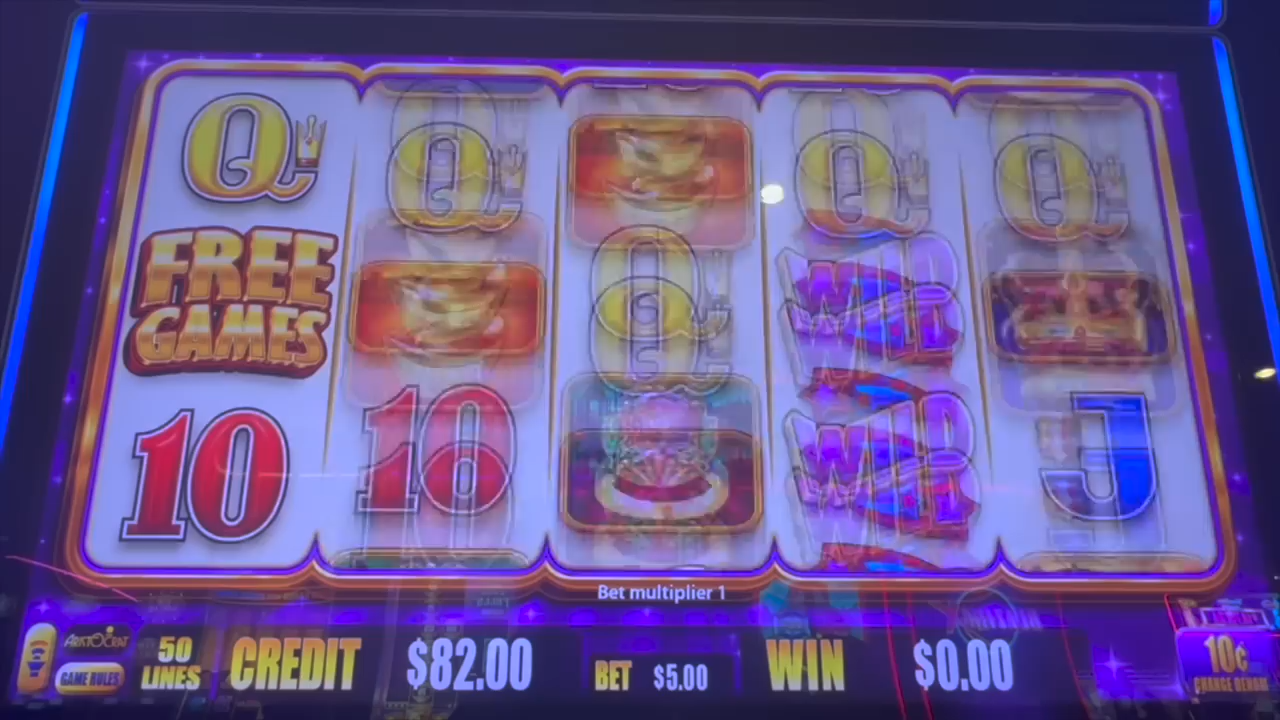 Q Q Q Q
FREE
GAMES
Q
WILD
WILD
10 10 J
Bet multiplier 1
ARISTOCRAT
GAME RULES
50
LINES
CREDIT $82.00
BET $5.00
WIN $0.00
10¢
CHANGE DENOM